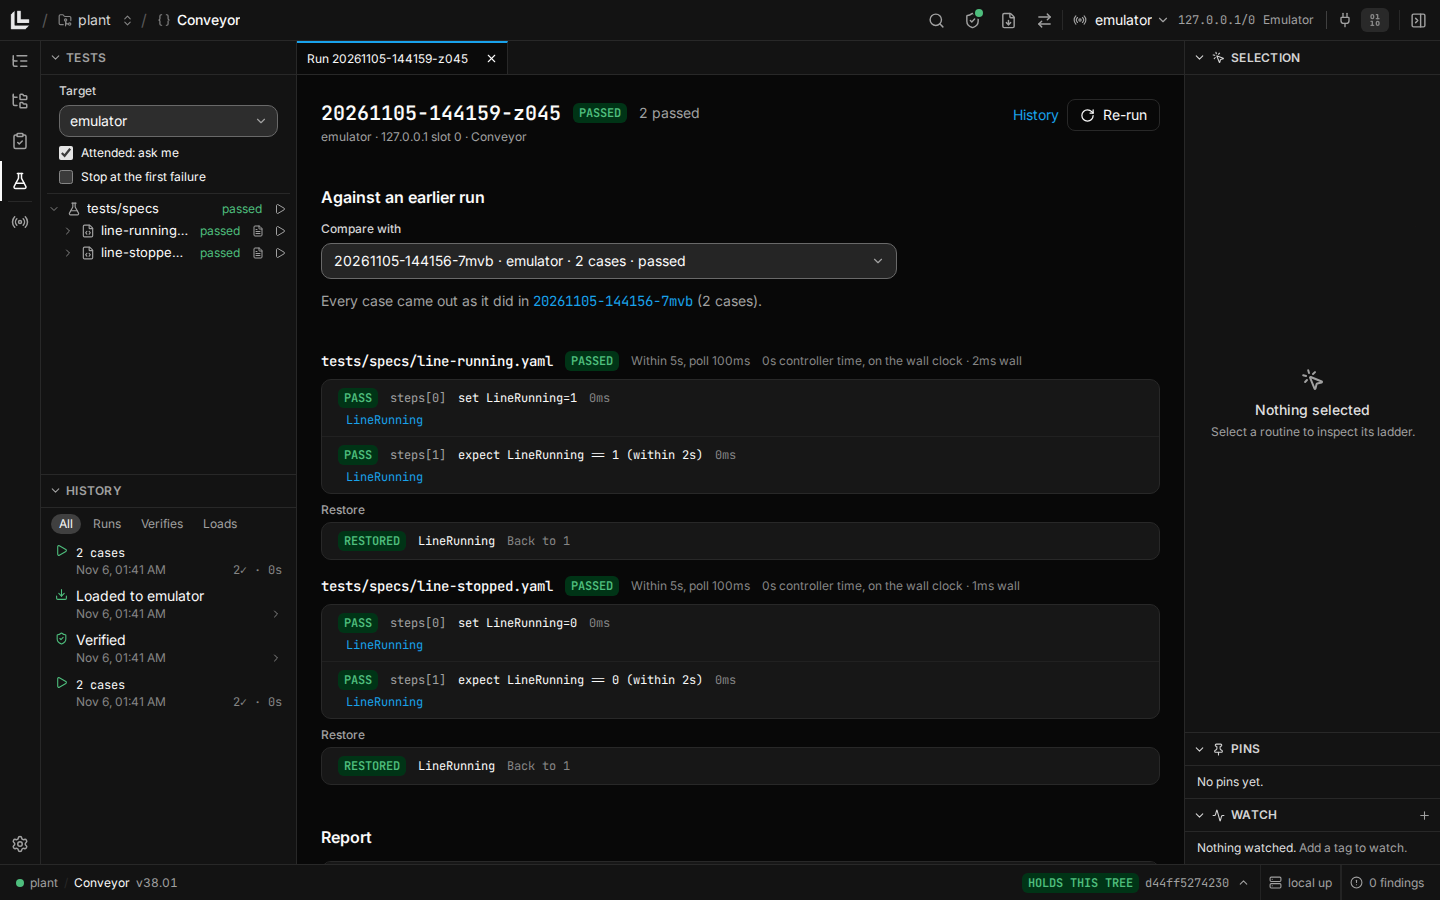 / plant / Conveyor
emulator 127.0.0.1/0 Emulator
TESTS
Target
emulator
Attended: ask me
Stop at the first failure
tests/specs passed
line-running... passed
line-stoppe... passed
HISTORY
All Runs Verifies Loads
2 cases
Nov 6, 01:41 AM 2✓ · 0s
Loaded to emulator
Nov 6, 01:41 AM
Verified
Nov 6, 01:41 AM
2 cases
Nov 6, 01:41 AM 2✓ · 0s
Run 20261105-144159-z045
20261105-144159-z045 PASSED 2 passed
History Re-run
emulator · 127.0.0.1 slot 0 · Conveyor
Against an earlier run
Compare with
20261105-144156-7mvb · emulator · 2 cases · passed
Every case came out as it did in 20261105-144156-7mvb (2 cases).
tests/specs/line-running.yaml PASSED Within 5s, poll 100ms 0s controller time, on the wall clock · 2ms wall
PASS steps[0] set LineRunning=1 0ms
LineRunning
PASS steps[1] expect LineRunning == 1 (within 2s) 0ms
LineRunning
Restore
RESTORED LineRunning Back to 1
tests/specs/line-stopped.yaml PASSED Within 5s, poll 100ms 0s controller time, on the wall clock · 1ms wall
PASS steps[0] set LineRunning=0 0ms
LineRunning
PASS steps[1] expect LineRunning == 0 (within 2s) 0ms
LineRunning
Restore
RESTORED LineRunning Back to 1
Report
SELECTION
Nothing selected
Select a routine to inspect its ladder.
PINS
No pins yet.
WATCH
Nothing watched. Add a tag to watch.
plant / Conveyor v38.01
HOLDS THIS TREE d44ff5274230 local up 0 findings